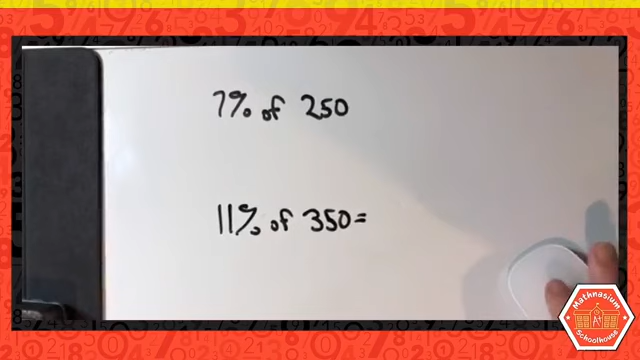 7% of 250
11% of 350=
Mathnasium
A+
Schoolhouse